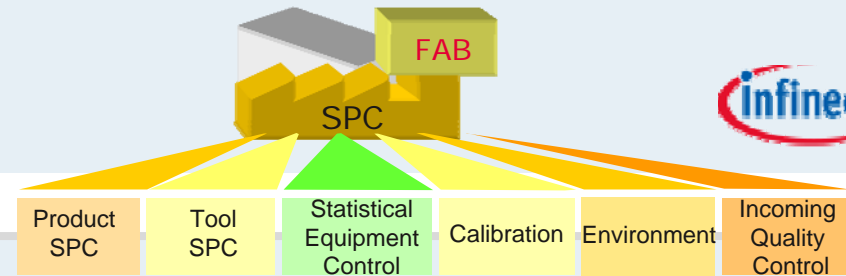 FAB
SPC
Product
SPC
Tool
SPC
Statistical
Equipment
Control
Calibration
Environment
Incoming
Quality
Control